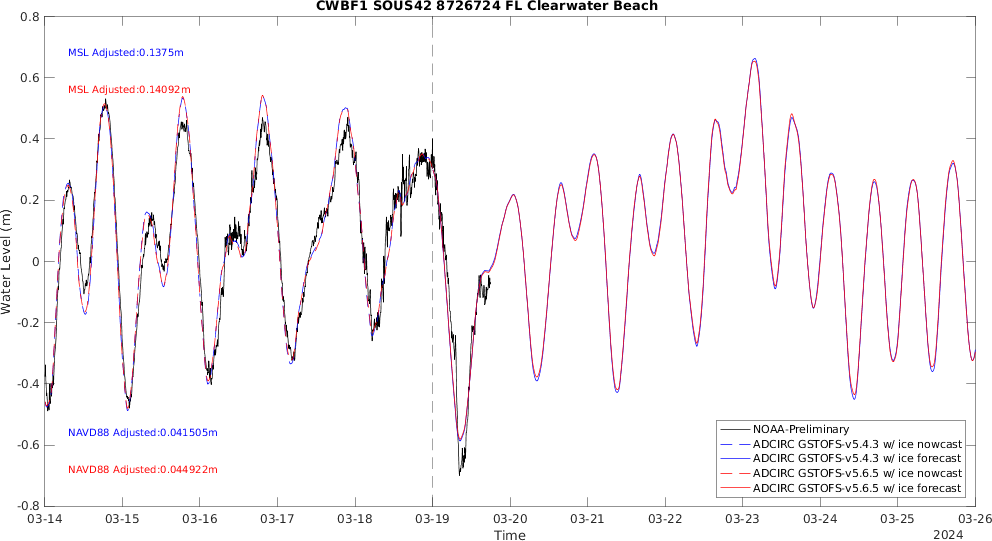 CWBF1 SOUS42 8726724 FL Clearwater Beach
0.8
0.6
0.4
0.2
0
-0.2
-0.4
-0.6
-0.8
Water Level (m)
MSL Adjusted:0.1375m
MSL Adjusted:0.14092m
NAVD88 Adjusted:0.041505m
NAVD88 Adjusted:0.044922m
NOAA-Preliminary
ADCIRC GSTOFS-v5.4.3 w/ ice nowcast
ADCIRC GSTOFS-v5.4.3 w/ ice forecast
ADCIRC GSTOFS-v5.6.5 w/ ice nowcast
ADCIRC GSTOFS-v5.6.5 w/ ice forecast
03-14 03-15 03-16 03-17 03-18 03-19 03-20 03-21 03-22 03-23 03-24 03-25 03-26
Time
2024